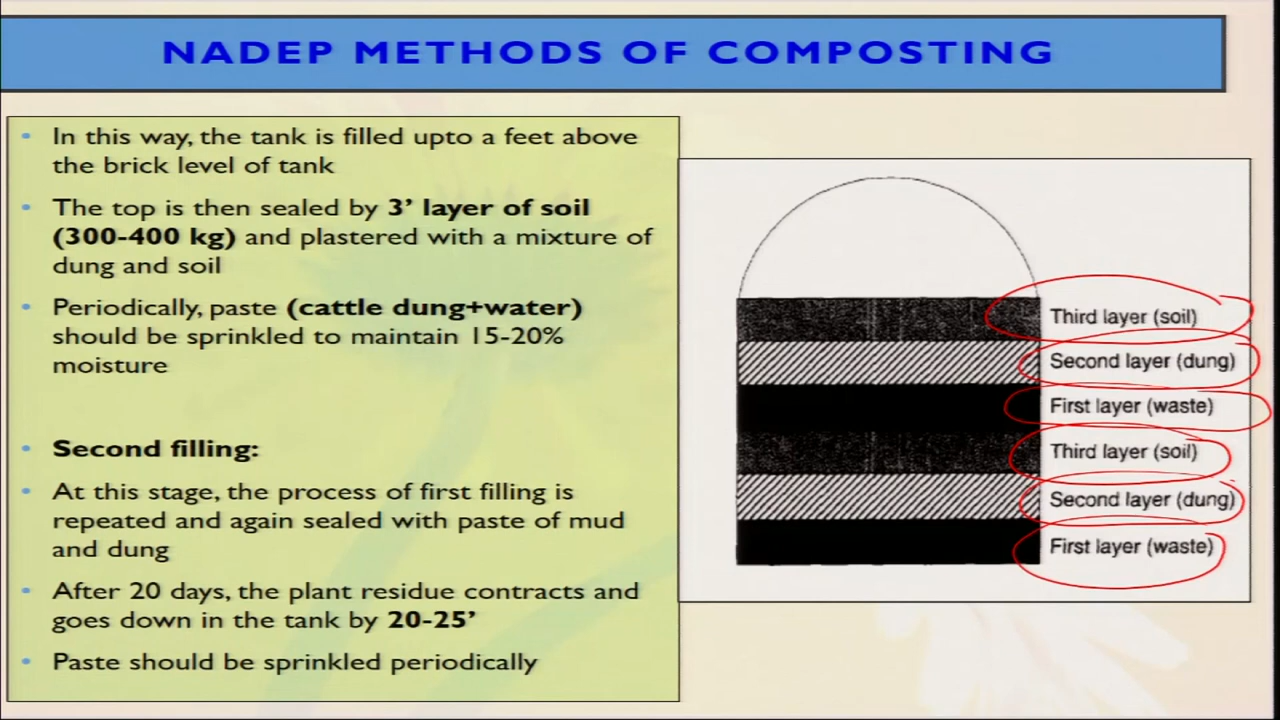 NADEP METHODS OF COMPOSTING
• In this way, the tank is filled upto a feet above
the brick level of tank
• The top is then sealed by 3’ layer of soil
(300-400 kg) and plastered with a mixture of
dung and soil
• Periodically, paste (cattle dung+water)
should be sprinkled to maintain 15-20%
moisture
• Second filling:
• At this stage, the process of first filling is
repeated and again sealed with paste of mud
and dung
• After 20 days, the plant residue contracts and
goes down in the tank by 20-25’
• Paste should be sprinkled periodically
Third layer (soil)
Second layer (dung)
First layer (waste)
Third layer (soil)
Second layer (dung)
First layer (waste)